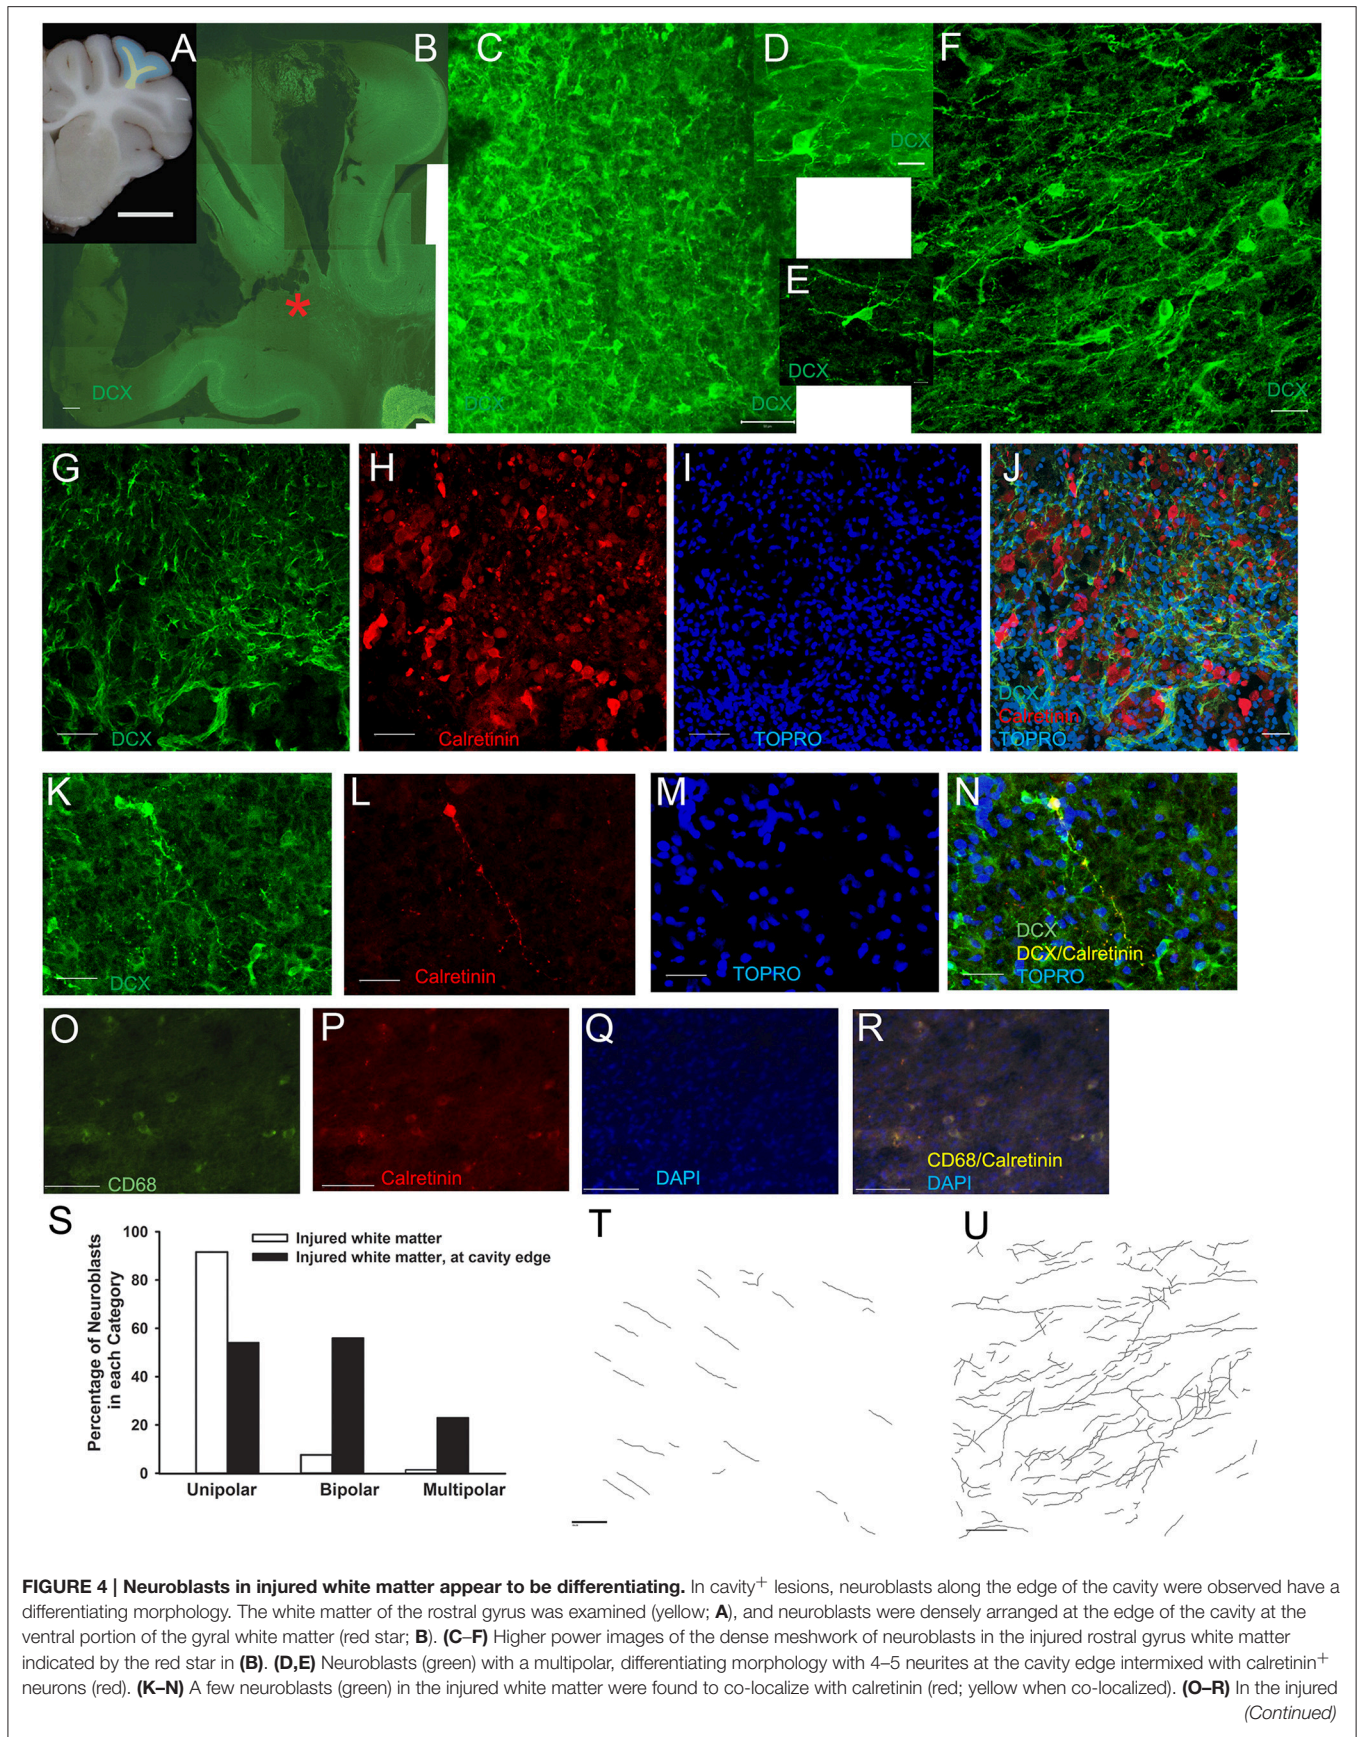 A
B
C
D
F
DCX
E
DCX
DCX
DCX
DCX
DCX
G
H
I
J
DCX
Calretinin
TOPRO
DCX
Calretinin
TOPRO
K
L
M
N
DCX
Calretinin
TOPRO
DCX
DCX/Calretinin
TOPRO
O
P
Q
R
CD68
Calretinin
DAPI
CD68/Calretinin
DAPI
S
T
U
Percentage of Neuroblasts
in each Category
100
80
60
40
20
0
Injured white matter
Injured white matter, at cavity edge
Unipolar
Bipolar
Multipolar
FIGURE 4 | Neuroblasts in injured white matter appear to be differentiating. In cavity+ lesions, neuroblasts along the edge of the cavity were observed have a
differentiating morphology. The white matter of the rostral gyrus was examined (yellow; A), and neuroblasts were densely arranged at the edge of the cavity at the
ventral portion of the gyral white matter (red star; B). (C–F) Higher power images of the dense meshwork of neuroblasts in the injured rostral gyrus white matter
indicated by the red star in (B). (D,E) Neuroblasts (green) with a multipolar, differentiating morphology with 4–5 neurites at the cavity edge intermixed with calretinin+
neurons (red). (K–N) A few neuroblasts (green) in the injured white matter were found to co-localize with calretinin (red; yellow when co-localized). (O–R) In the injured
(Continued)